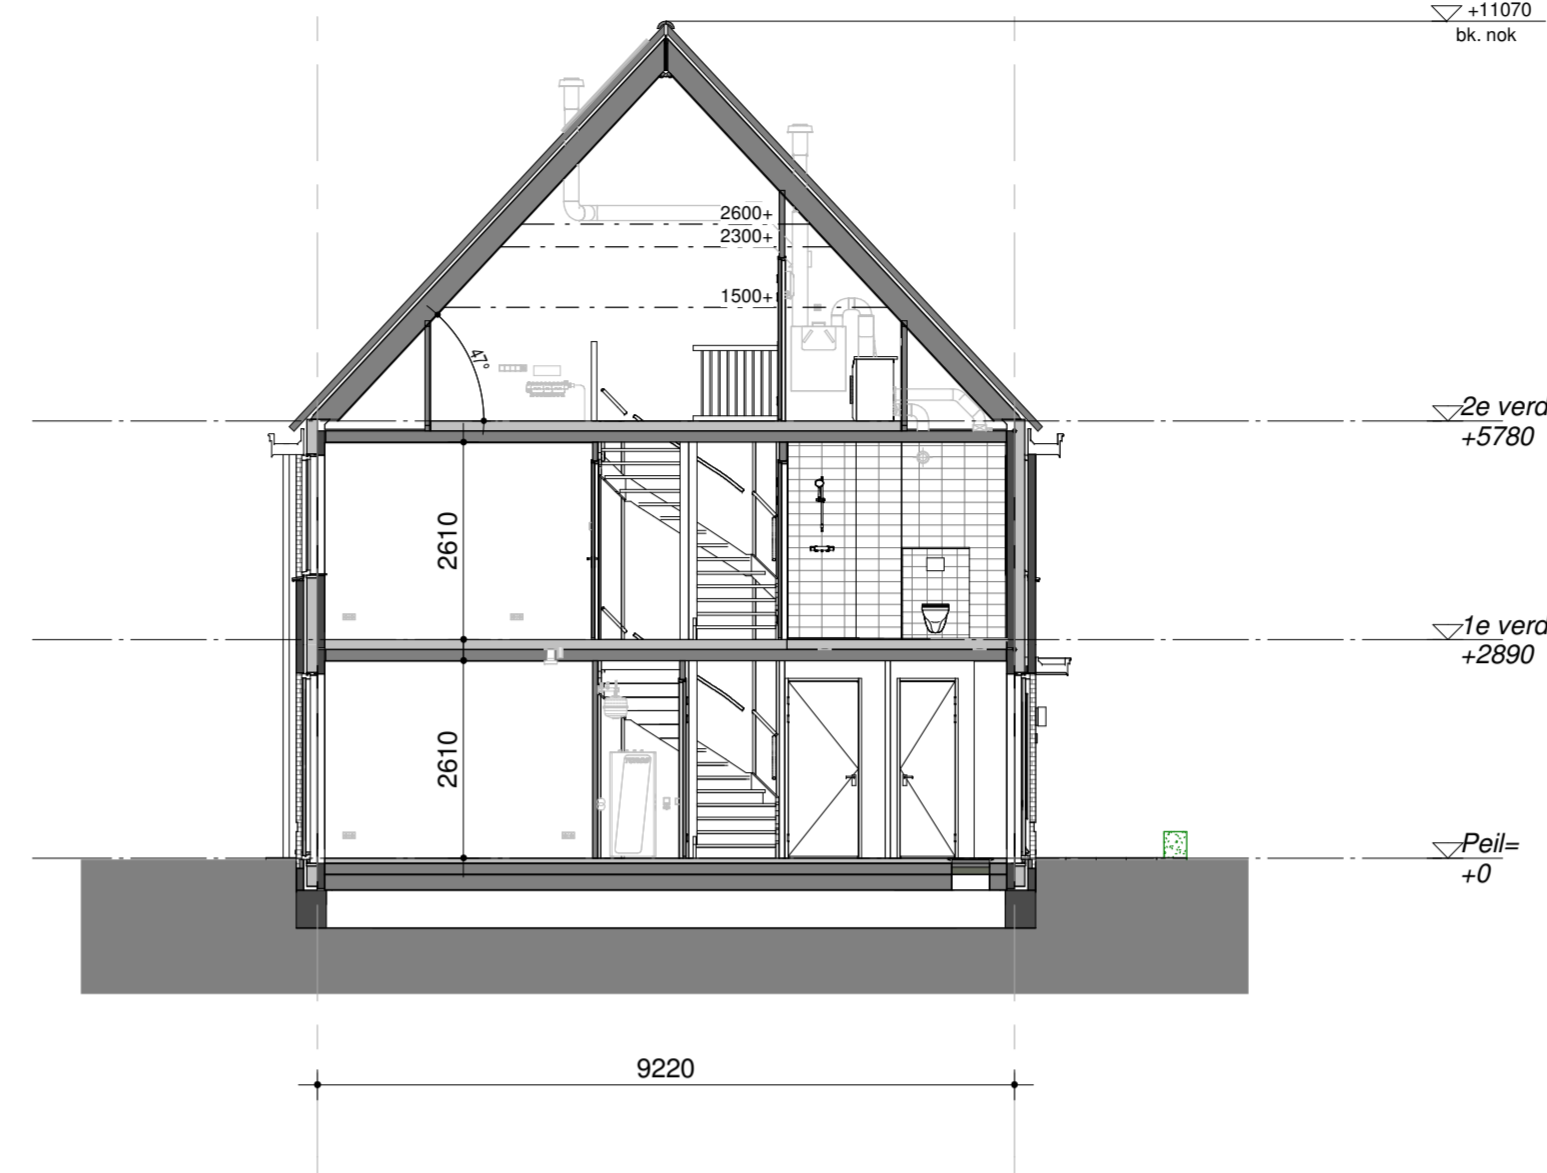 +11070
bk. nok
2600+
2300+
1500+
47°
2e verd
+5780
2610
1e verd
+2890
2610
Peil=
+0
9220